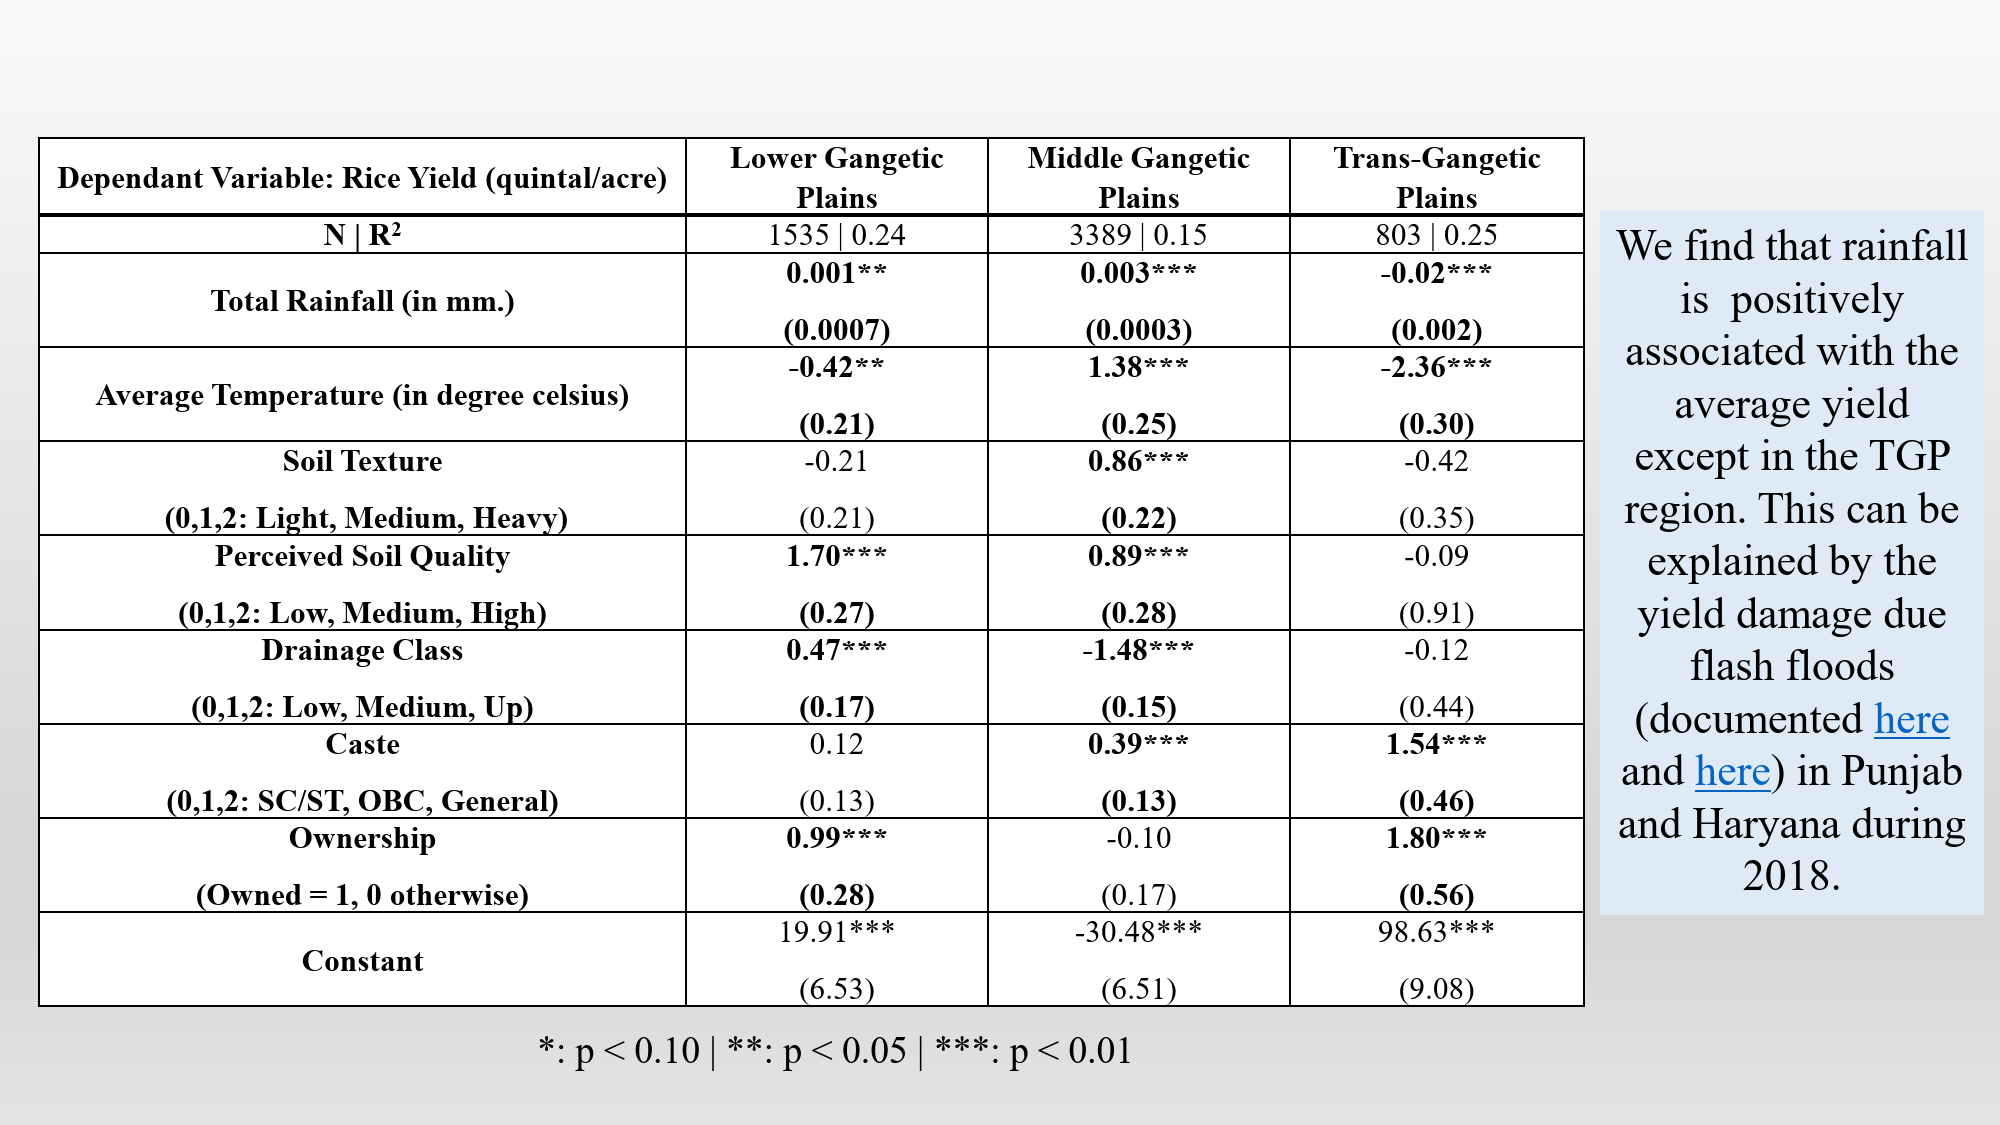 Dependant Variable: Rice Yield (quintal/acre)
Lower Gangetic
Plains
Middle Gangetic
Plains
Trans-Gangetic
Plains
N | R²
1535 | 0.24
3389 | 0.15
803 | 0.25
Total Rainfall (in mm.)
0.001**
(0.0007)
0.003***
(0.0003)
-0.02***
(0.002)
Average Temperature (in degree celsius)
-0.42**
(0.21)
1.38***
(0.25)
-2.36***
(0.30)
Soil Texture
(0,1,2: Light, Medium, Heavy)
-0.21
(0.21)
0.86***
(0.22)
-0.42
(0.35)
Perceived Soil Quality
(0,1,2: Low, Medium, High)
1.70***
(0.27)
0.89***
(0.28)
-0.09
(0.91)
Drainage Class
(0,1,2: Low, Medium, Up)
0.47***
(0.17)
-1.48***
(0.15)
-0.12
(0.44)
Caste
(0,1,2: SC/ST, OBC, General)
0.12
(0.13)
0.39***
(0.13)
1.54***
(0.46)
Ownership
(Owned = 1, 0 otherwise)
0.99***
(0.28)
-0.10
(0.17)
1.80***
(0.56)
Constant
19.91***
(6.53)
-30.48***
(6.51)
98.63***
(9.08)
*: p < 0.10 | **: p < 0.05 | ***: p < 0.01
We find that rainfall
is positively
associated with the
average yield
except in the TGP
region. This can be
explained by the
yield damage due
flash floods
(documented here
and here) in Punjab
and Haryana during
2018.